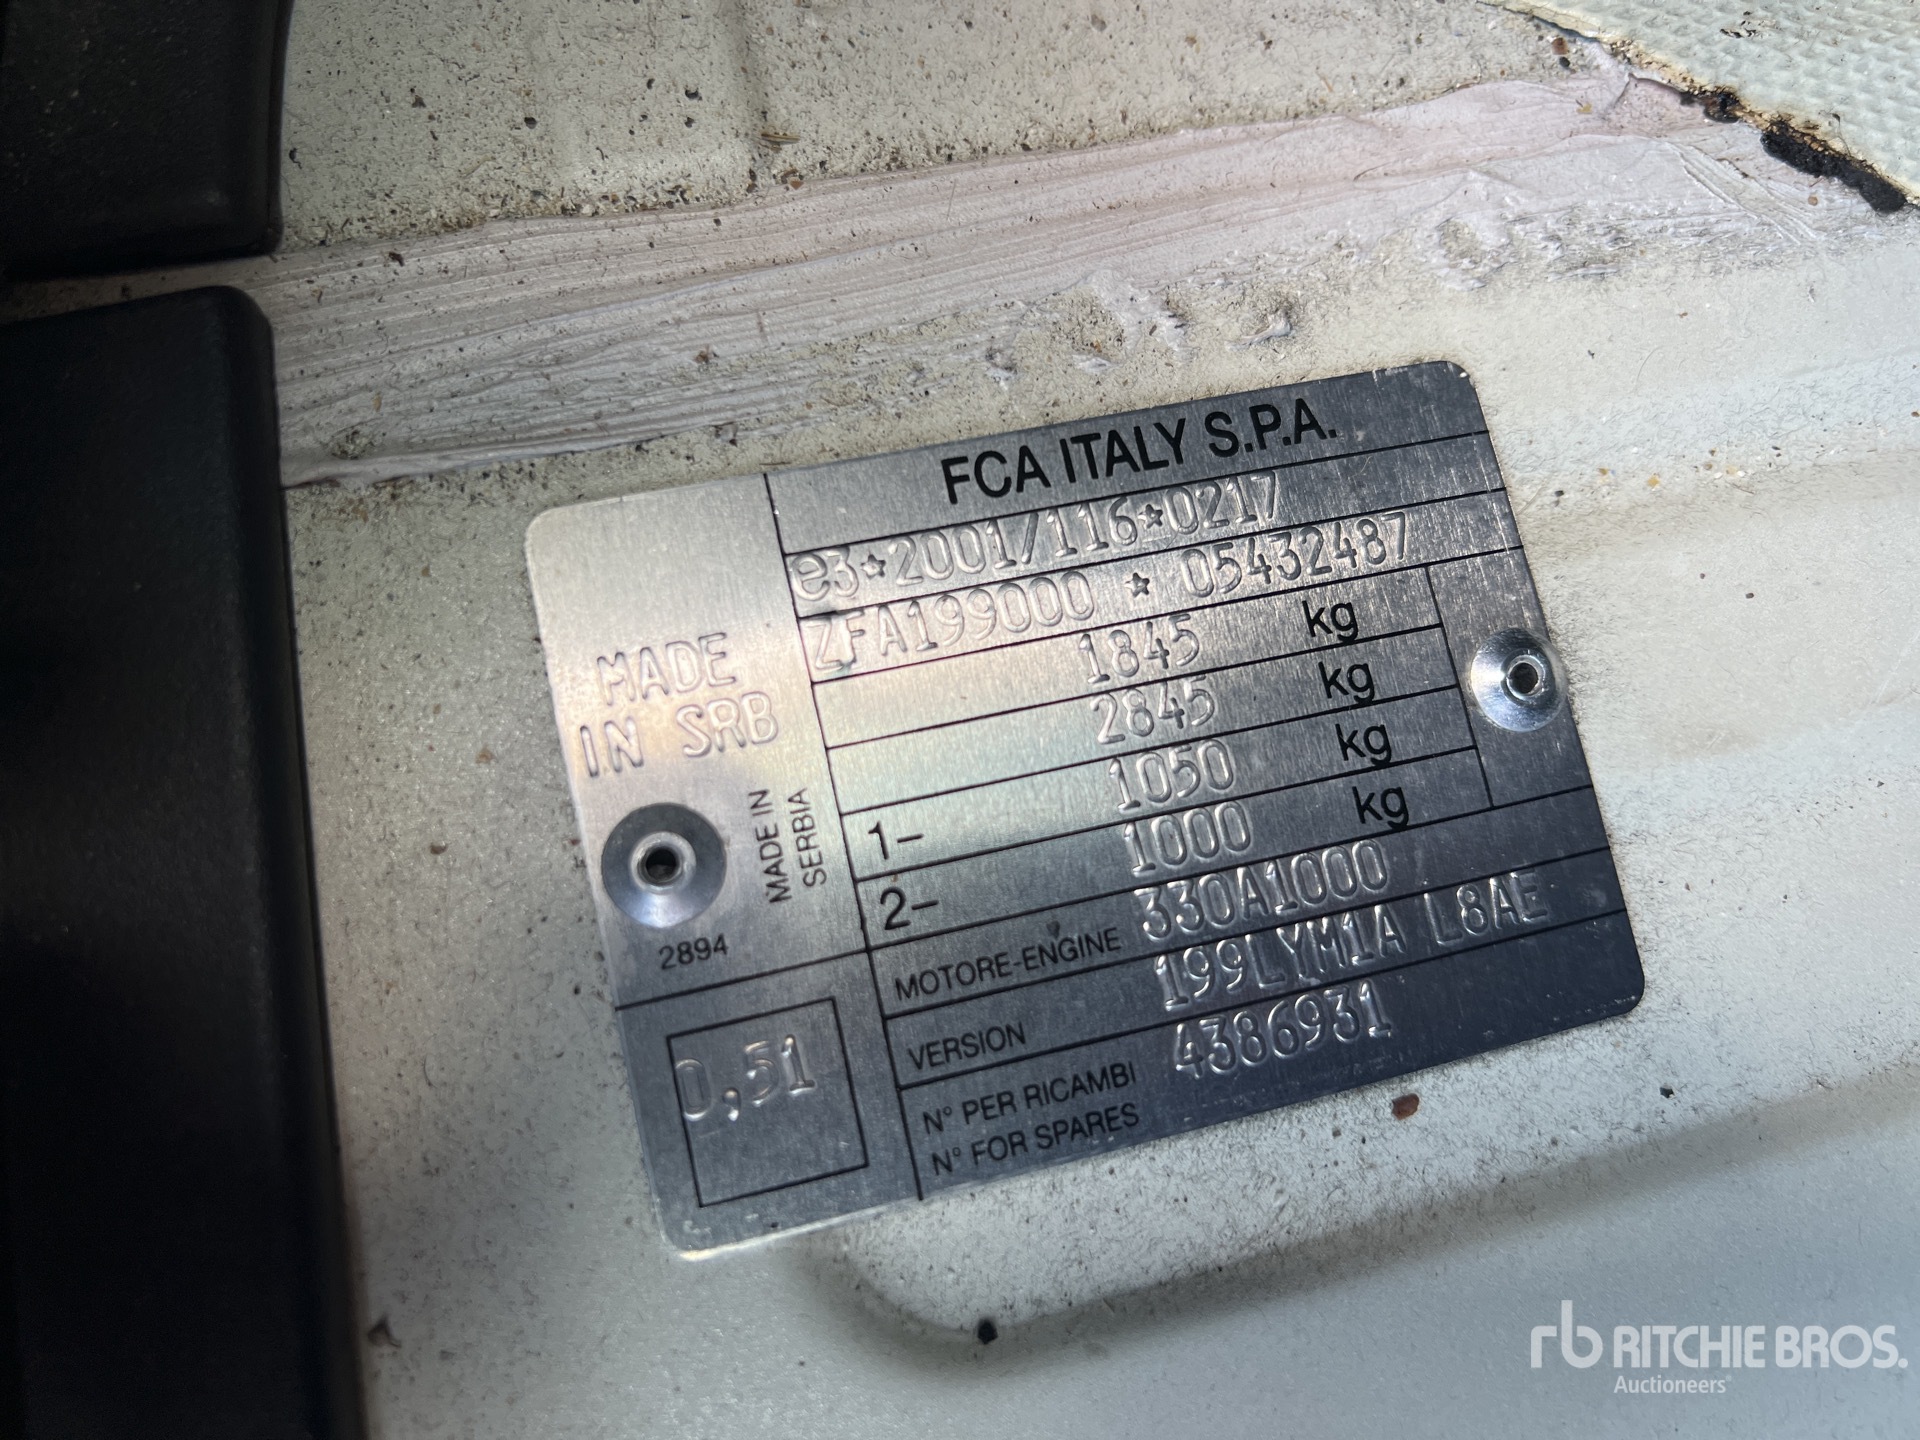 FCA ITALY S.P.A.
e3*2001/116*0217
ZFA199000 * 05432487
1845 kg
2845 kg
1- 1050 kg
2- 1000 kg
MOTORE-ENGINE 330A1000
VERSION 199LYM1A L8AE
N° PER RICAMBI 4386931
N° FOR SPARES
MADE
IN SRB
MADE IN
SERBIA
2894
0,51
rb RITCHIE BROS.
Auctioneers